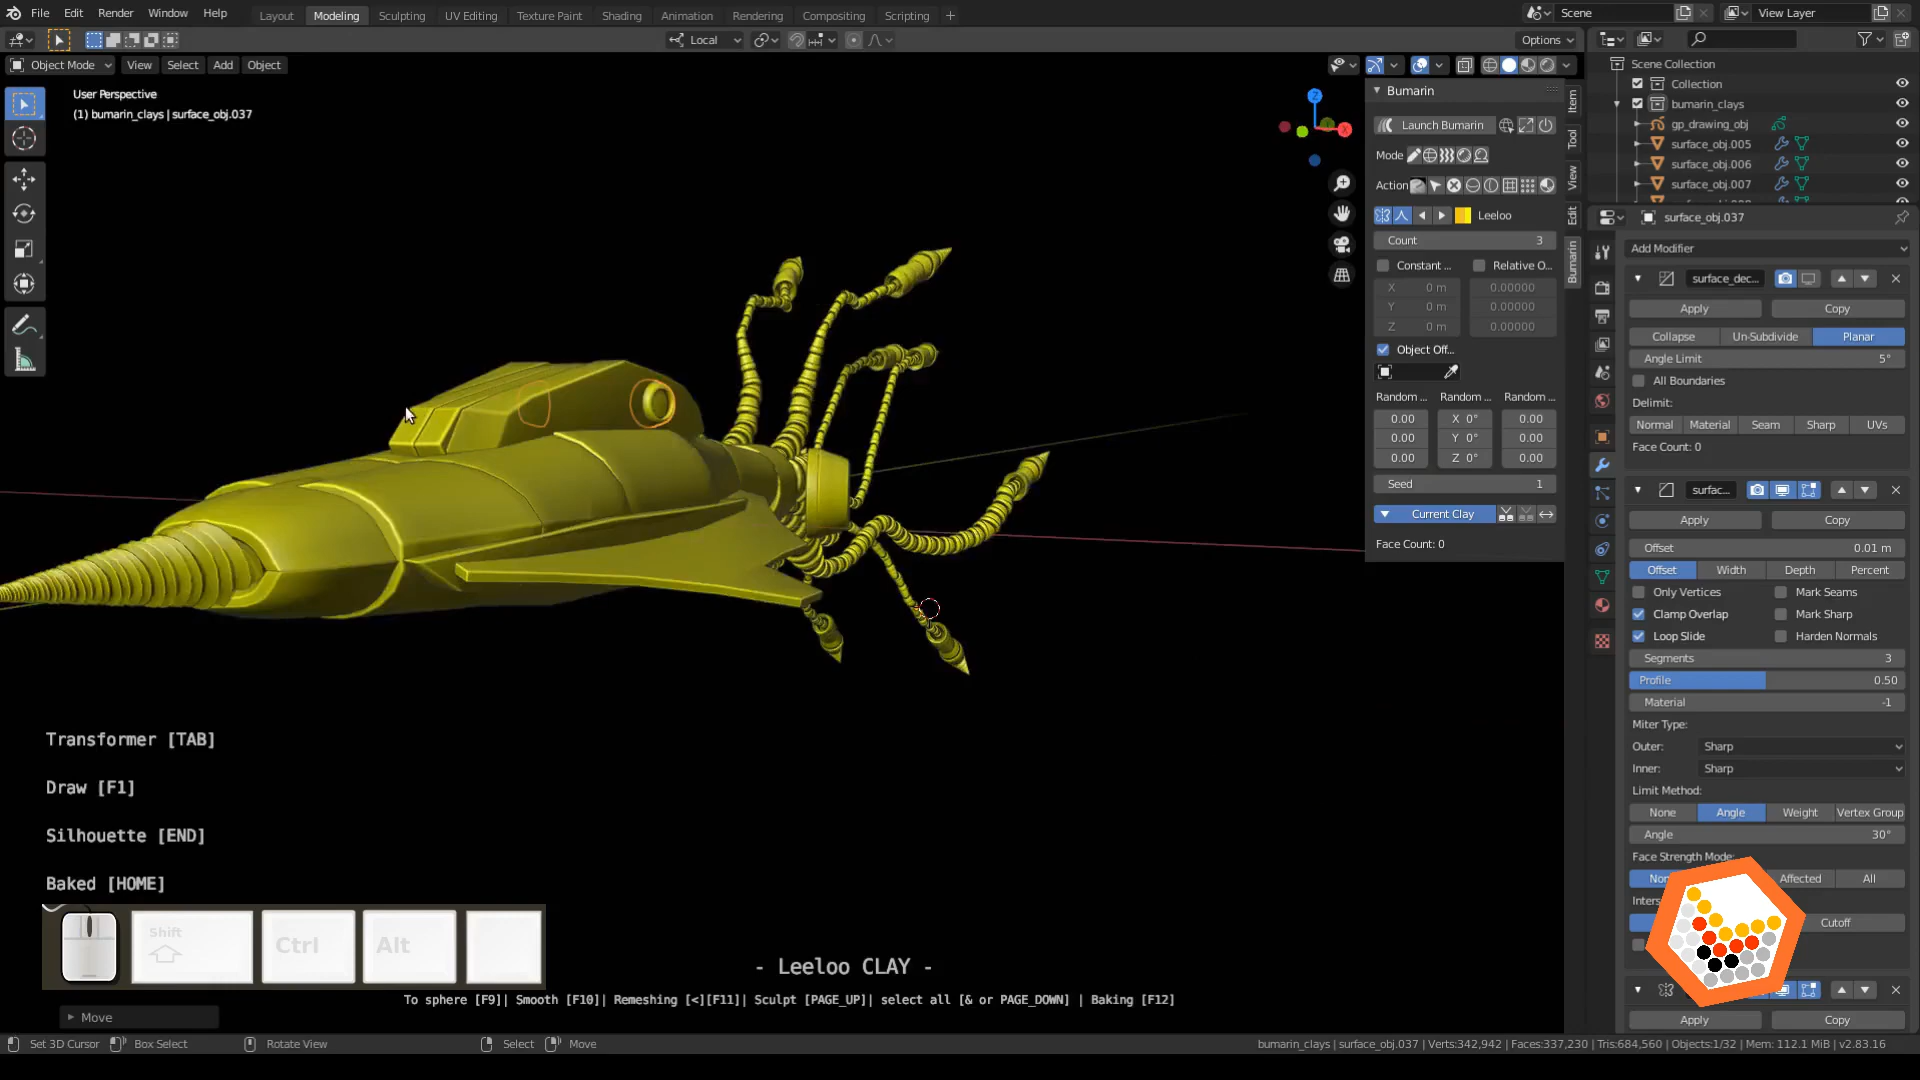 File Edit Render Window Help
Layout Modeling Sculpting UV Editing Texture Paint Shading Animation Rendering Compositing Scripting +
Scene
View Layer
Local
Options
Object Mode View Select Add Object
User Perspective
(1) bumarin_clays | surface_obj.037
Transformer [TAB]
Draw [F1]
Silhouette [END]
Baked [HOME]
Shift
Ctrl
Alt
- Leeloo CLAY -
To sphere [F9]| Smooth [F10]| Remeshing [<][F11]| Sculpt [PAGE_UP]| select all [& or PAGE_DOWN] | Baking [F12]
Move
Z
X
Bumarin
Launch Bumarin
Mode
Action
Leeloo
Count 3
Constant ... Relative O...
X 0 m 0.00000
Y 0 m 0.00000
Z 0 m 0.00000
Object Off...
Random ... Random ... Random ...
0.00 X 0° 0.00
0.00 Y 0° 0.00
0.00 Z 0° 0.00
Seed 1
Current Clay
Face Count: 0
Item
Tool
View
Edit
Bumarin
Scene Collection
Collection
bumarin_clays
gp_drawing_obj
surface_obj.005
surface_obj.006
surface_obj.007
surface_obj.037
Add Modifier
surface_dec...
Apply Copy
Collapse Un-Subdivide Planar
Angle Limit 5°
All Boundaries
Delimit:
Normal Material Seam Sharp UVs
Face Count: 0
surfac...
Apply Copy
Offset 0.01 m
Offset Width Depth Percent
Only Vertices Mark Seams
Clamp Overlap Mark Sharp
Loop Slide Harden Normals
Segments 3
Profile 0.50
Material -1
Miter Type:
Outer: Sharp
Inner: Sharp
Limit Method:
None Angle Weight Vertex Group
Angle 30°
Face Strength Mode:
Affected All
Cutoff
Apply Copy
Set 3D Cursor Box Select Rotate View Select Move
bumarin_clays | surface_obj.037 | Verts:342,942 | Faces:337,230 | Tris:684,560 | Objects:1/32 | Mem: 112.1 MiB | v2.83.16